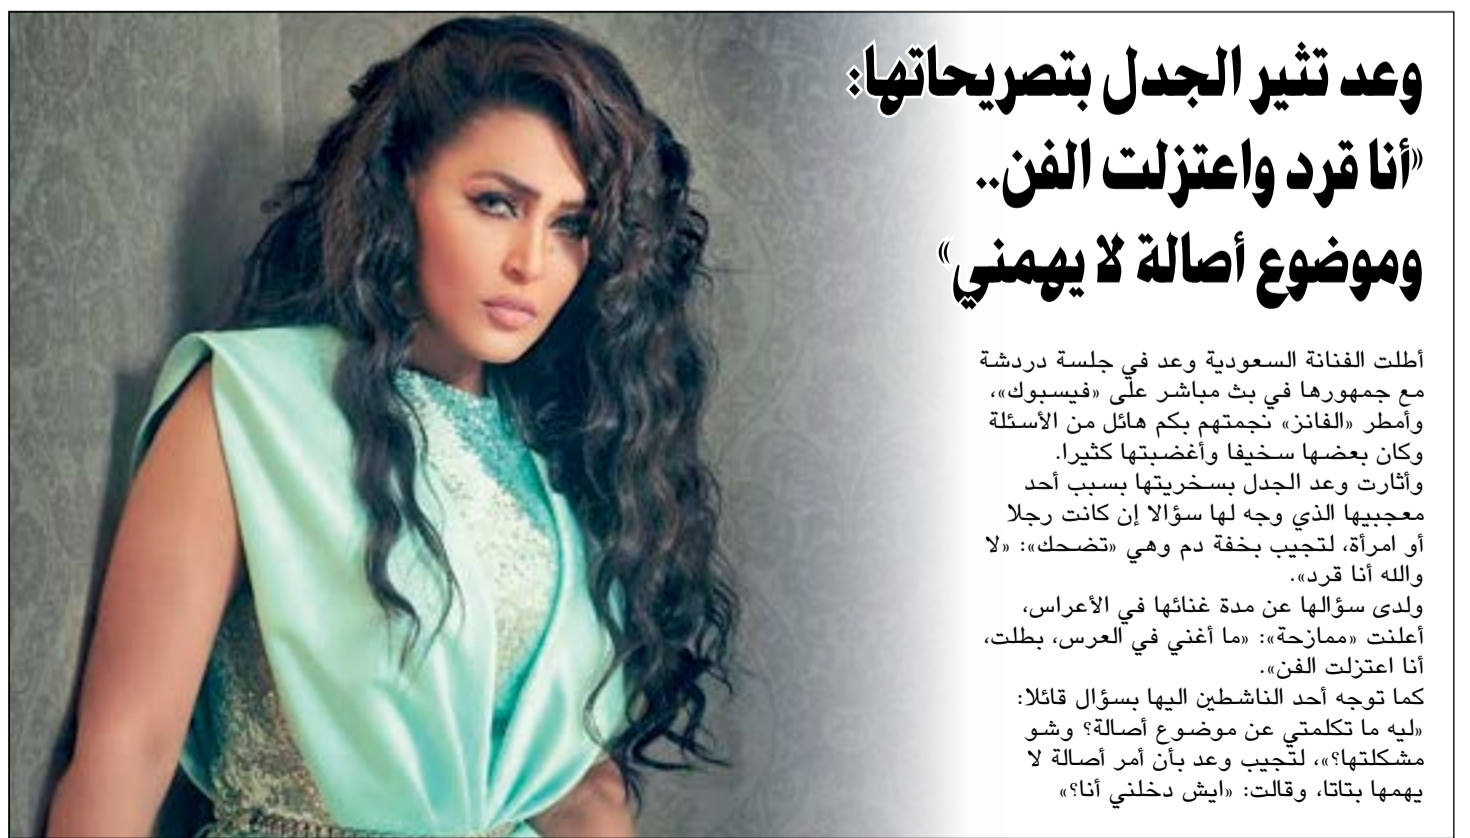 وعد تثير الجدل بتصريحاتها:
«أنا قرد واعتزلت الفن..
وموضوع أصالة لا يهمني»
أطلت الفنانة السعودية وعد في جلسة دردشة
مع جمهورها في بث مباشر على «فيسبوك»،
وأمطر «الفانز» نجمتهم بكم هائل من الأسئلة
وكان بعضها سخيفا وأغضبتها كثيرا.
وأثارت وعد الجدل بسخريتها بسبب أحد
معجبيها الذي وجه لها سؤالا إن كانت رجلا
أو امرأة، لتجيب بخفة دم وهي «تضحك»: «لا
والله أنا قرد».
ولدى سؤالها عن مدة غنائها في الأعراس،
أعلنت «ممازحة»: «ما أغني في العرس، بطلت،
أنا اعتزلت الفن».
كما توجه أحد الناشطين اليها بسؤال قائلا:
«ليه ما تكلمتي عن موضوع أصالة؟ وشو
مشكلتها؟»، لتجيب وعد بأن أمر أصالة لا
يهمها بتاتا، وقالت: «ايش دخلني أنا؟»